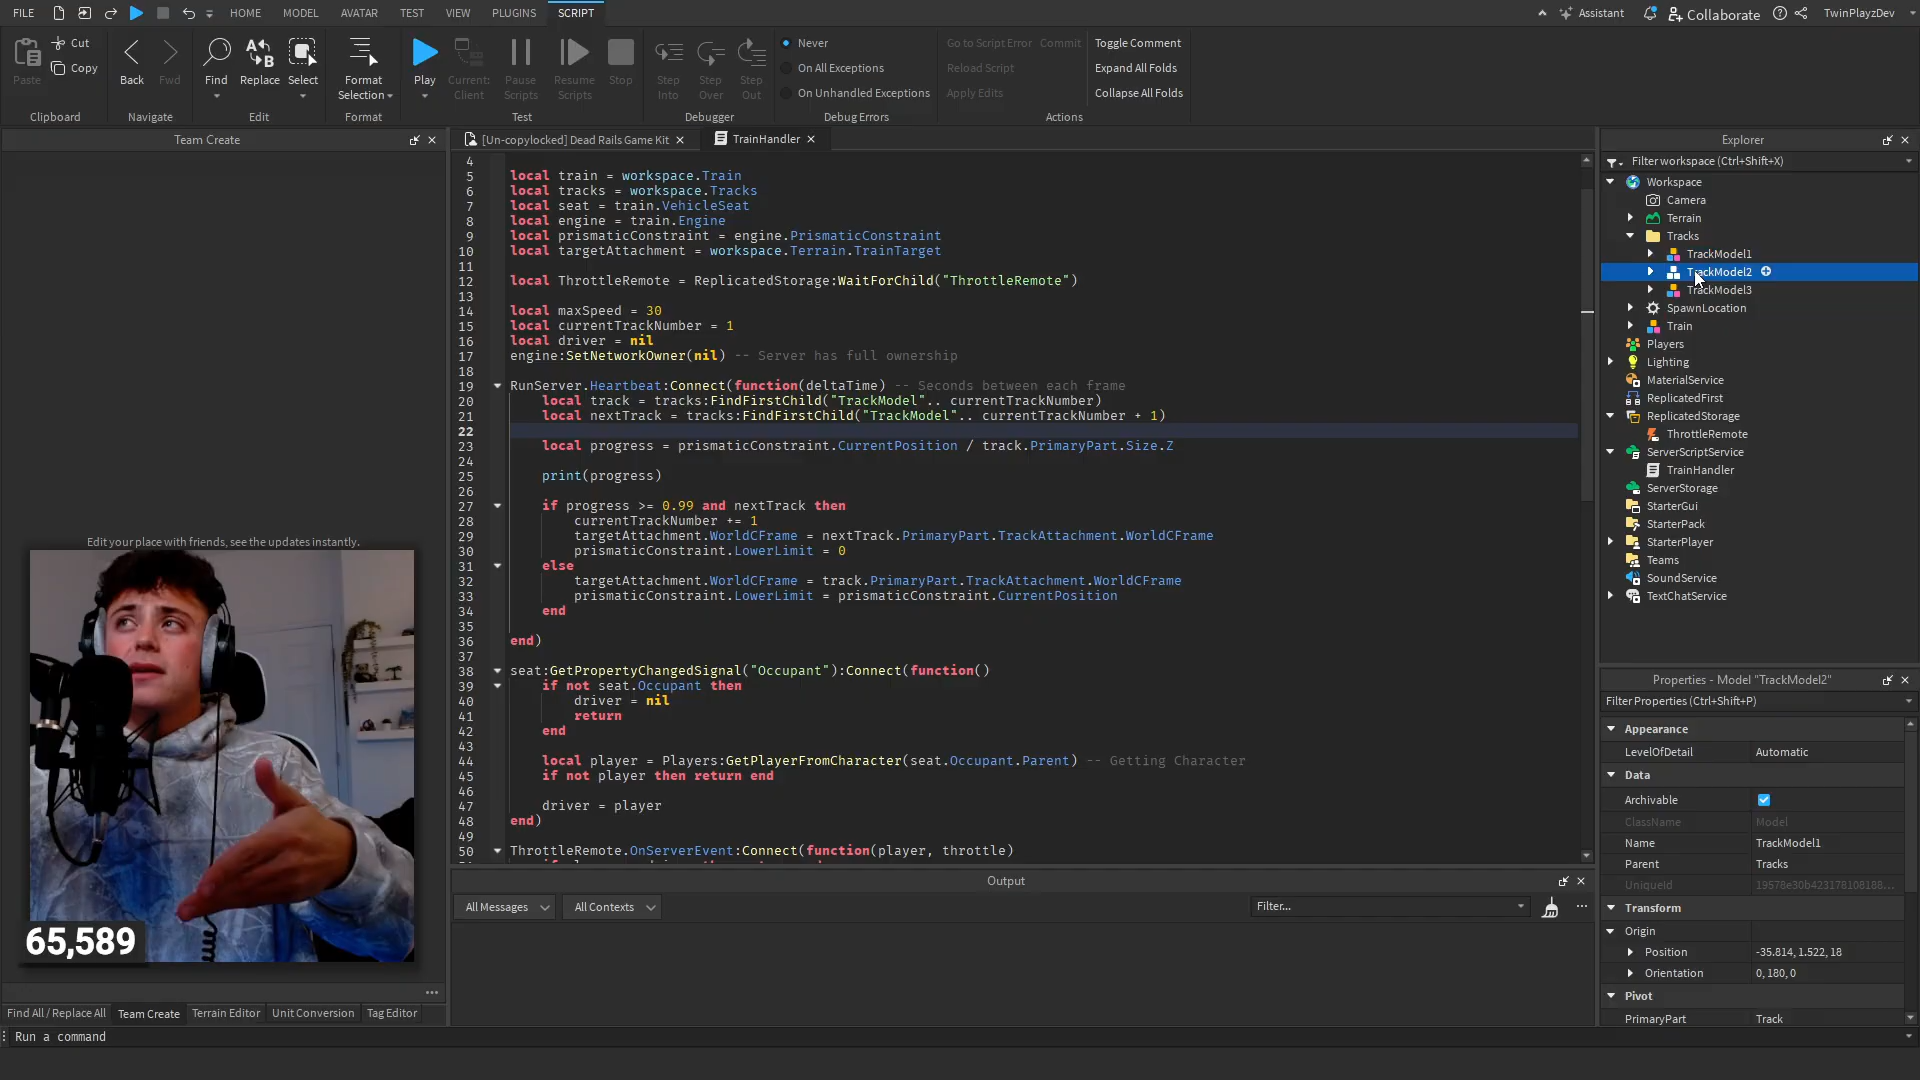 FILE HOME MODEL AVATAR TEST VIEW PLUGINS SCRIPT Assistant Collaborate TwinPlayzDev
Paste Cut Copy Back Fwd Find Replace Select Format Selection Play Current: Client Pause Scripts Resume Scripts Stop Step Into Step Over Step Out
Never
On All Exceptions
On Unhandled Exceptions
Go to Script Error Commit
Reload Script
Apply Edits
Toggle Comment
Expand All Folds
Collapse All Folds
Clipboard Navigate Edit Format Test Debugger Debug Errors Actions
Team Create
Edit your place with friends, see the updates instantly.
65,589
Find All / Replace All Team Create Terrain Editor Unit Conversion Tag Editor
Run a command
[Un-copylocked] Dead Rails Game Kit TrainHandler
4
5 local train = workspace.Train
6 local tracks = workspace.Tracks
7 local seat = train.VehicleSeat
8 local engine = train.Engine
9 local prismaticConstraint = engine.PrismaticConstraint
10 local targetAttachment = workspace.Terrain.TrainTarget
11
12 local ThrottleRemote = ReplicatedStorage:WaitForChild("ThrottleRemote")
13
14 local maxSpeed = 30
15 local currentTrackNumber = 1
16 local driver = nil
17 engine:SetNetworkOwner(nil) -- Server has full ownership
18
19 RunServer.Heartbeat:Connect(function(deltaTime) -- Seconds between each frame
20 local track = tracks:FindFirstChild("TrackModel".. currentTrackNumber)
21 local nextTrack = tracks:FindFirstChild("TrackModel".. currentTrackNumber + 1)
22
23 local progress = prismaticConstraint.CurrentPosition / track.PrimaryPart.Size.Z
24
25 print(progress)
26
27 if progress >= 0.99 and nextTrack then
28 currentTrackNumber += 1
29 targetAttachment.WorldCFrame = nextTrack.PrimaryPart.TrackAttachment.WorldCFrame
30 prismaticConstraint.LowerLimit = 0
31 else
32 targetAttachment.WorldCFrame = track.PrimaryPart.TrackAttachment.WorldCFrame
33 prismaticConstraint.LowerLimit = prismaticConstraint.CurrentPosition
34 end
35
36 end)
37
38 seat:GetPropertyChangedSignal("Occupant"):Connect(function()
39 if not seat.Occupant then
40 driver = nil
41 return
42 end
43
44 local player = Players:GetPlayerFromCharacter(seat.Occupant.Parent) -- Getting Character
45 if not player then return end
46
47 driver = player
48 end)
49
50 ThrottleRemote.OnServerEvent:Connect(function(player, throttle)
Output
All Messages All Contexts Filter...
Explorer
Filter workspace (Ctrl+Shift+X)
Workspace
Camera
Terrain
Tracks
TrackModel1
TrackModel2
TrackModel3
SpawnLocation
Train
Players
Lighting
MaterialService
ReplicatedFirst
ReplicatedStorage
ThrottleRemote
ServerScriptService
TrainHandler
ServerStorage
StarterGui
StarterPack
StarterPlayer
Teams
SoundService
TextChatService
Properties - Model "TrackModel2"
Filter Properties (Ctrl+Shift+P)
Appearance
LevelOfDetail Automatic
Data
Archivable
ClassName Model
Name TrackModel1
Parent Tracks
UniqueId 19578e30b423178108188...
Transform
Origin
Position -35.814, 1.522, 18
Orientation 0, 180, 0
Pivot
PrimaryPart Track